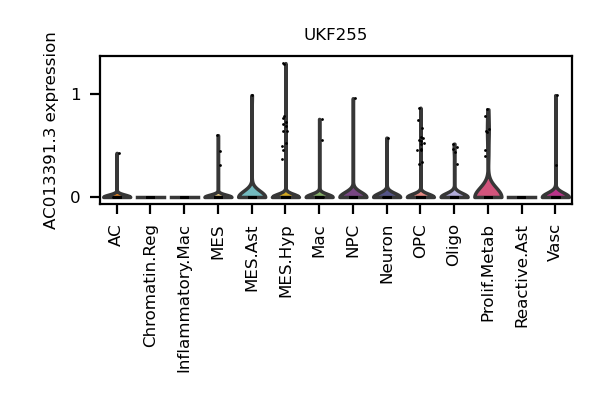 UKF255
AC013391.3 expression
1
0
AC
Chromatin.Reg
Inflammatory.Mac
MES
MES.Ast
MES.Hyp
Mac
NPC
Neuron
OPC
Oligo
Prolif.Metab
Reactive.Ast
Vasc